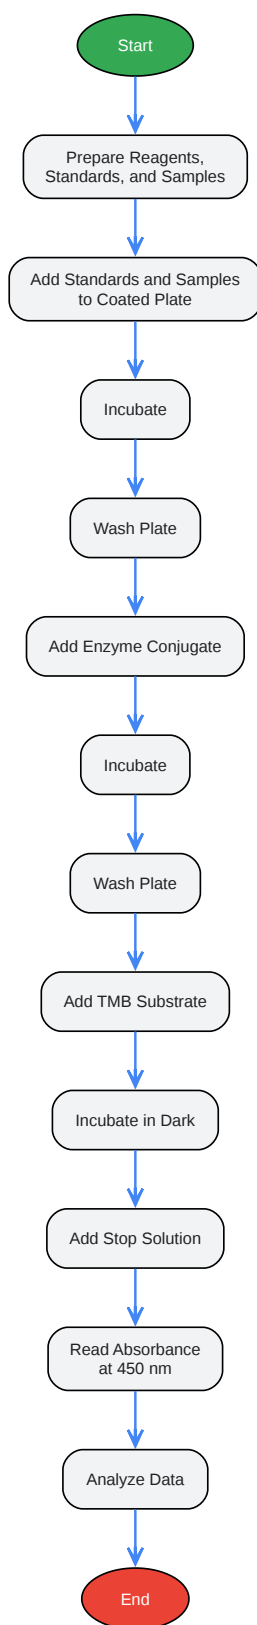 Start
Prepare Reagents,
Standards, and Samples
Add Standards and Samples
to Coated Plate
Incubate
Wash Plate
Add Enzyme Conjugate
Incubate
Wash Plate
Add TMB Substrate
Incubate in Dark
Add Stop Solution
Read Absorbance
at 450 nm
Analyze Data
End